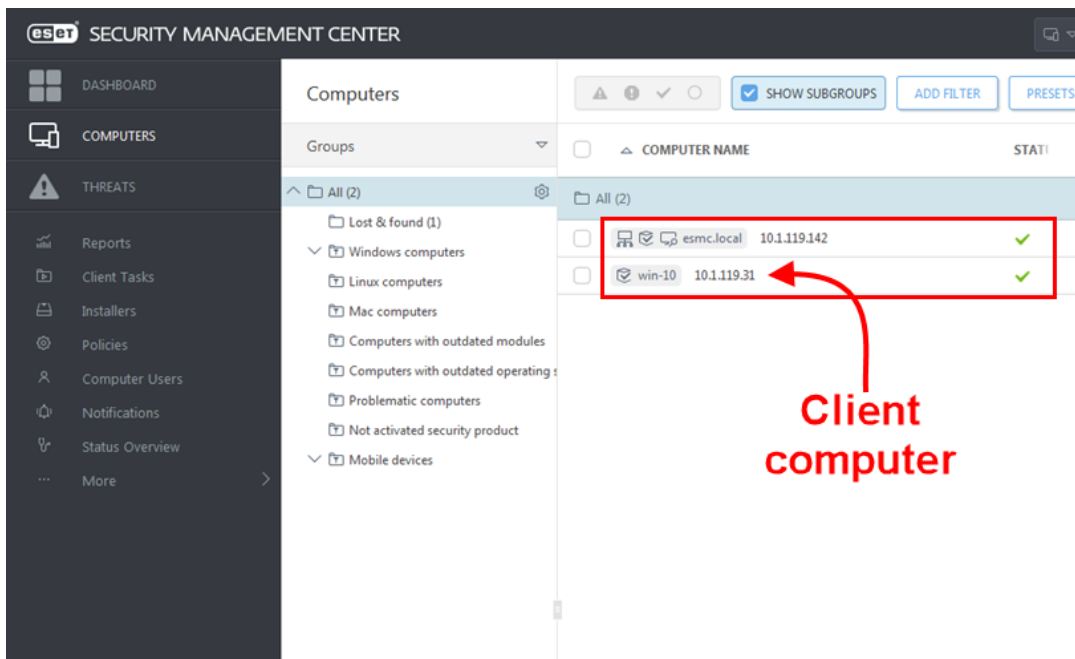 eset SECURITY MANAGEMENT CENTER
DASHBOARD
COMPUTERS
THREATS
Reports
Client Tasks
Installers
Policies
Computer Users
Notifications
Status Overview
More
Computers
Groups
All (2)
Lost & found (1)
Windows computers
Linux computers
Mac computers
Computers with outdated modules
Computers with outdated operating s
Problematic computers
Not activated security product
Mobile devices
SHOW SUBGROUPS ADD FILTER PRESETS
COMPUTER NAME STAT
All (2)
esmc.local 10.1.119.142
win-10 10.1.119.31
Client
computer